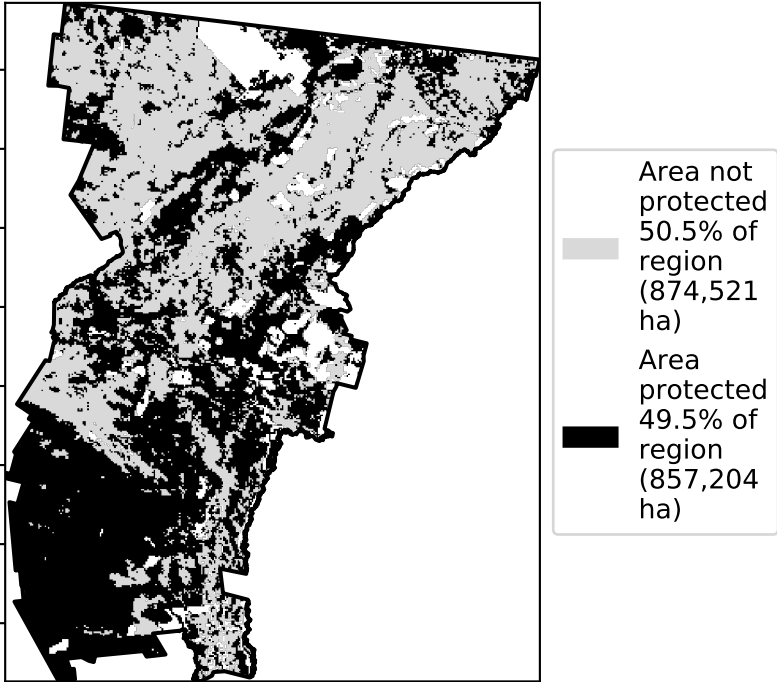 Area not
protected
50.5% of
region
(874,521
ha)
Area
protected
49.5% of
region
(857,204
ha)